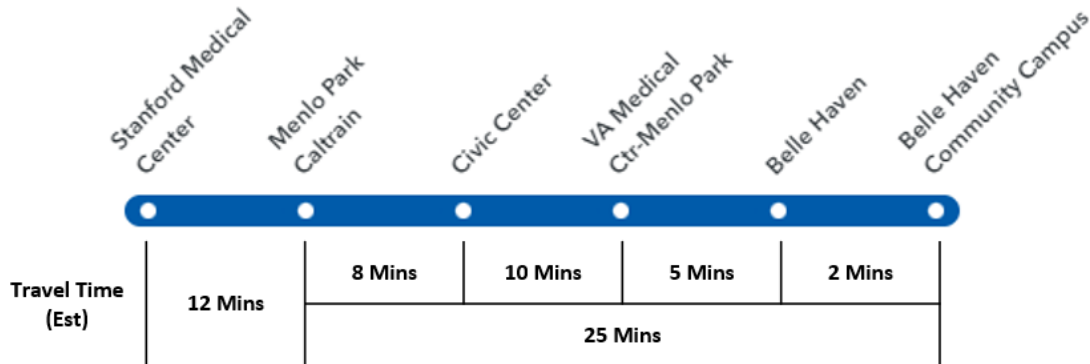 Stanford Medical
Center
Menlo Park
Caltrain
Civic Center
VA Medical
Ctr-Menlo Park
Belle Haven
Belle Haven
Community Campus
Travel Time
(Est)
12 Mins
8 Mins
10 Mins
5 Mins
2 Mins
25 Mins